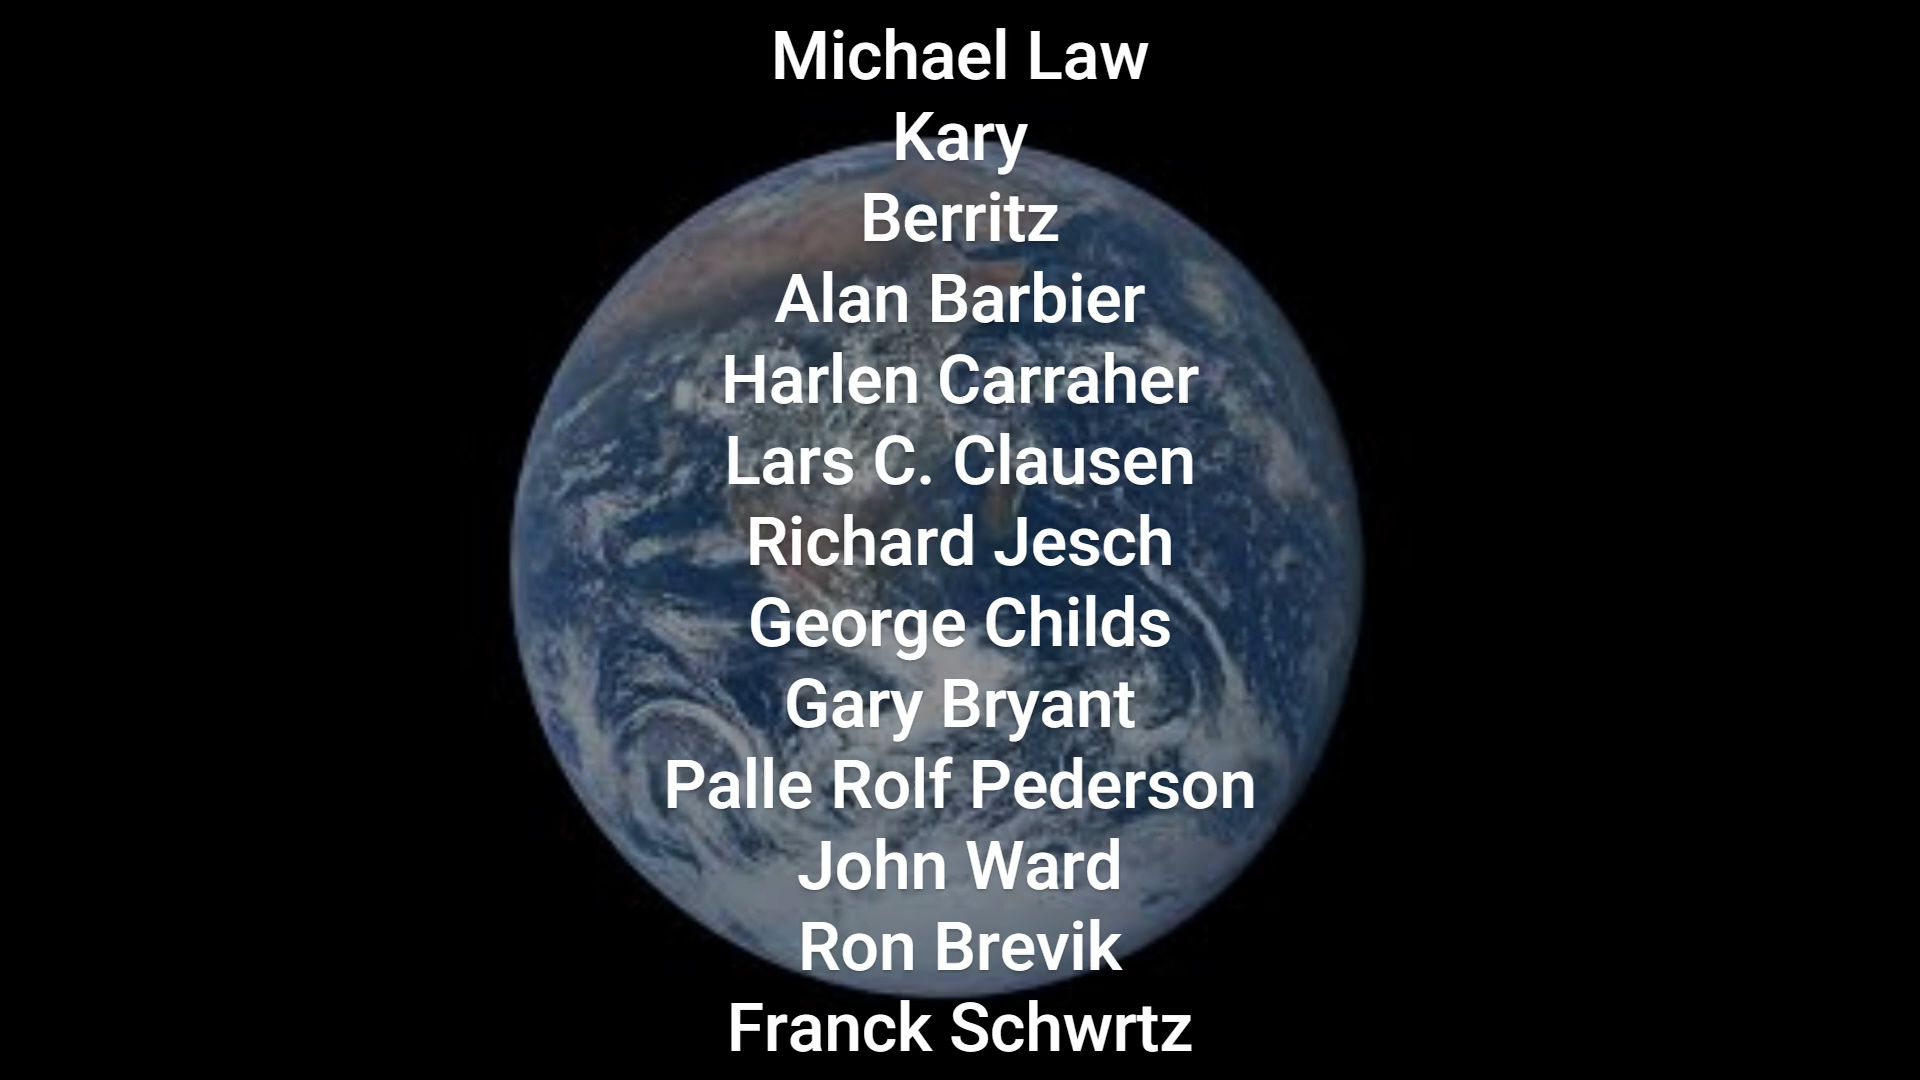 Michael Law
Kary
Berritz
Alan Barbier
Harlen Carraher
Lars C. Clausen
Richard Jesch
George Childs
Gary Bryant
Palle Rolf Pederson
John Ward
Ron Brevik
Franck Schwrtz